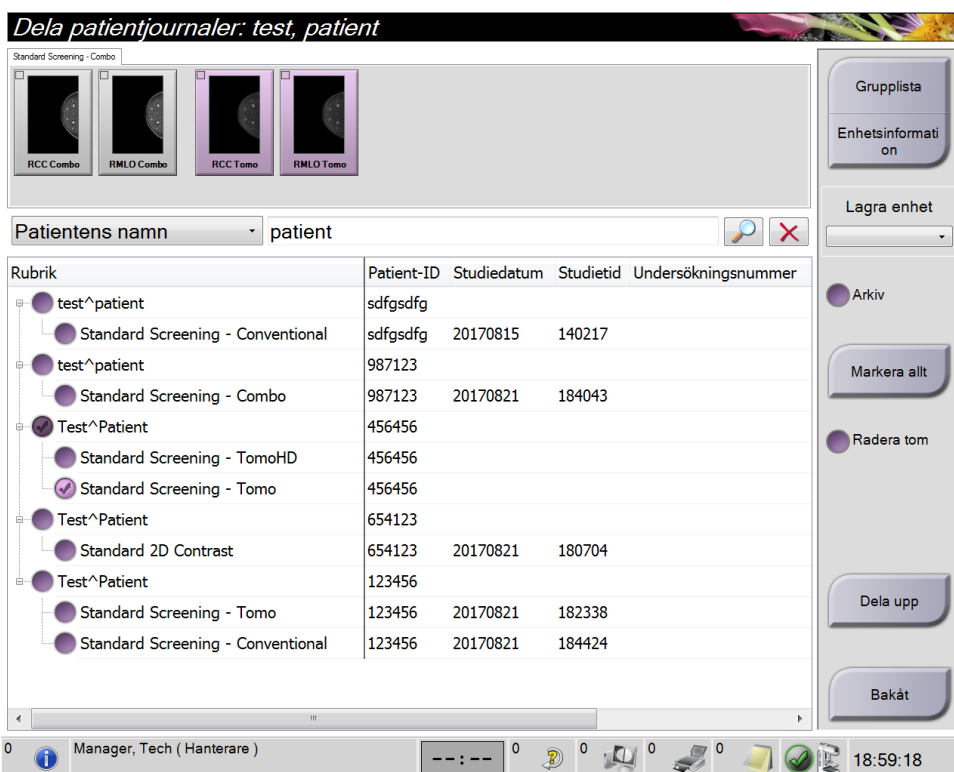 Dela patientjournaler: test, patient
Standard Screening - Combo
RCC Combo
RMLO Combo
RCC Tomo
RMLO Tomo
Grupplista
Enhetsinformati
on
Lagra enhet
Patientens namn patient
Rubrik Patient-ID Studiedatum Studietid Undersökningsnummer
test^patient sdfgsdfg
Standard Screening - Conventional sdfgsdfg 20170815 140217
test^patient 987123
Standard Screening - Combo 987123 20170821 184043
Test^Patient 456456
Standard Screening - TomoHD 456456
Standard Screening - Tomo 456456
Test^Patient 654123
Standard 2D Contrast 654123 20170821 180704
Test^Patient 123456
Standard Screening - Tomo 123456 20170821 182338
Standard Screening - Conventional 123456 20170821 184424
Arkiv
Markera allt
Radera tom
Dela upp
Bakåt
0 Manager, Tech ( Hanterare ) --:-- 0 0 0 0 18:59:18